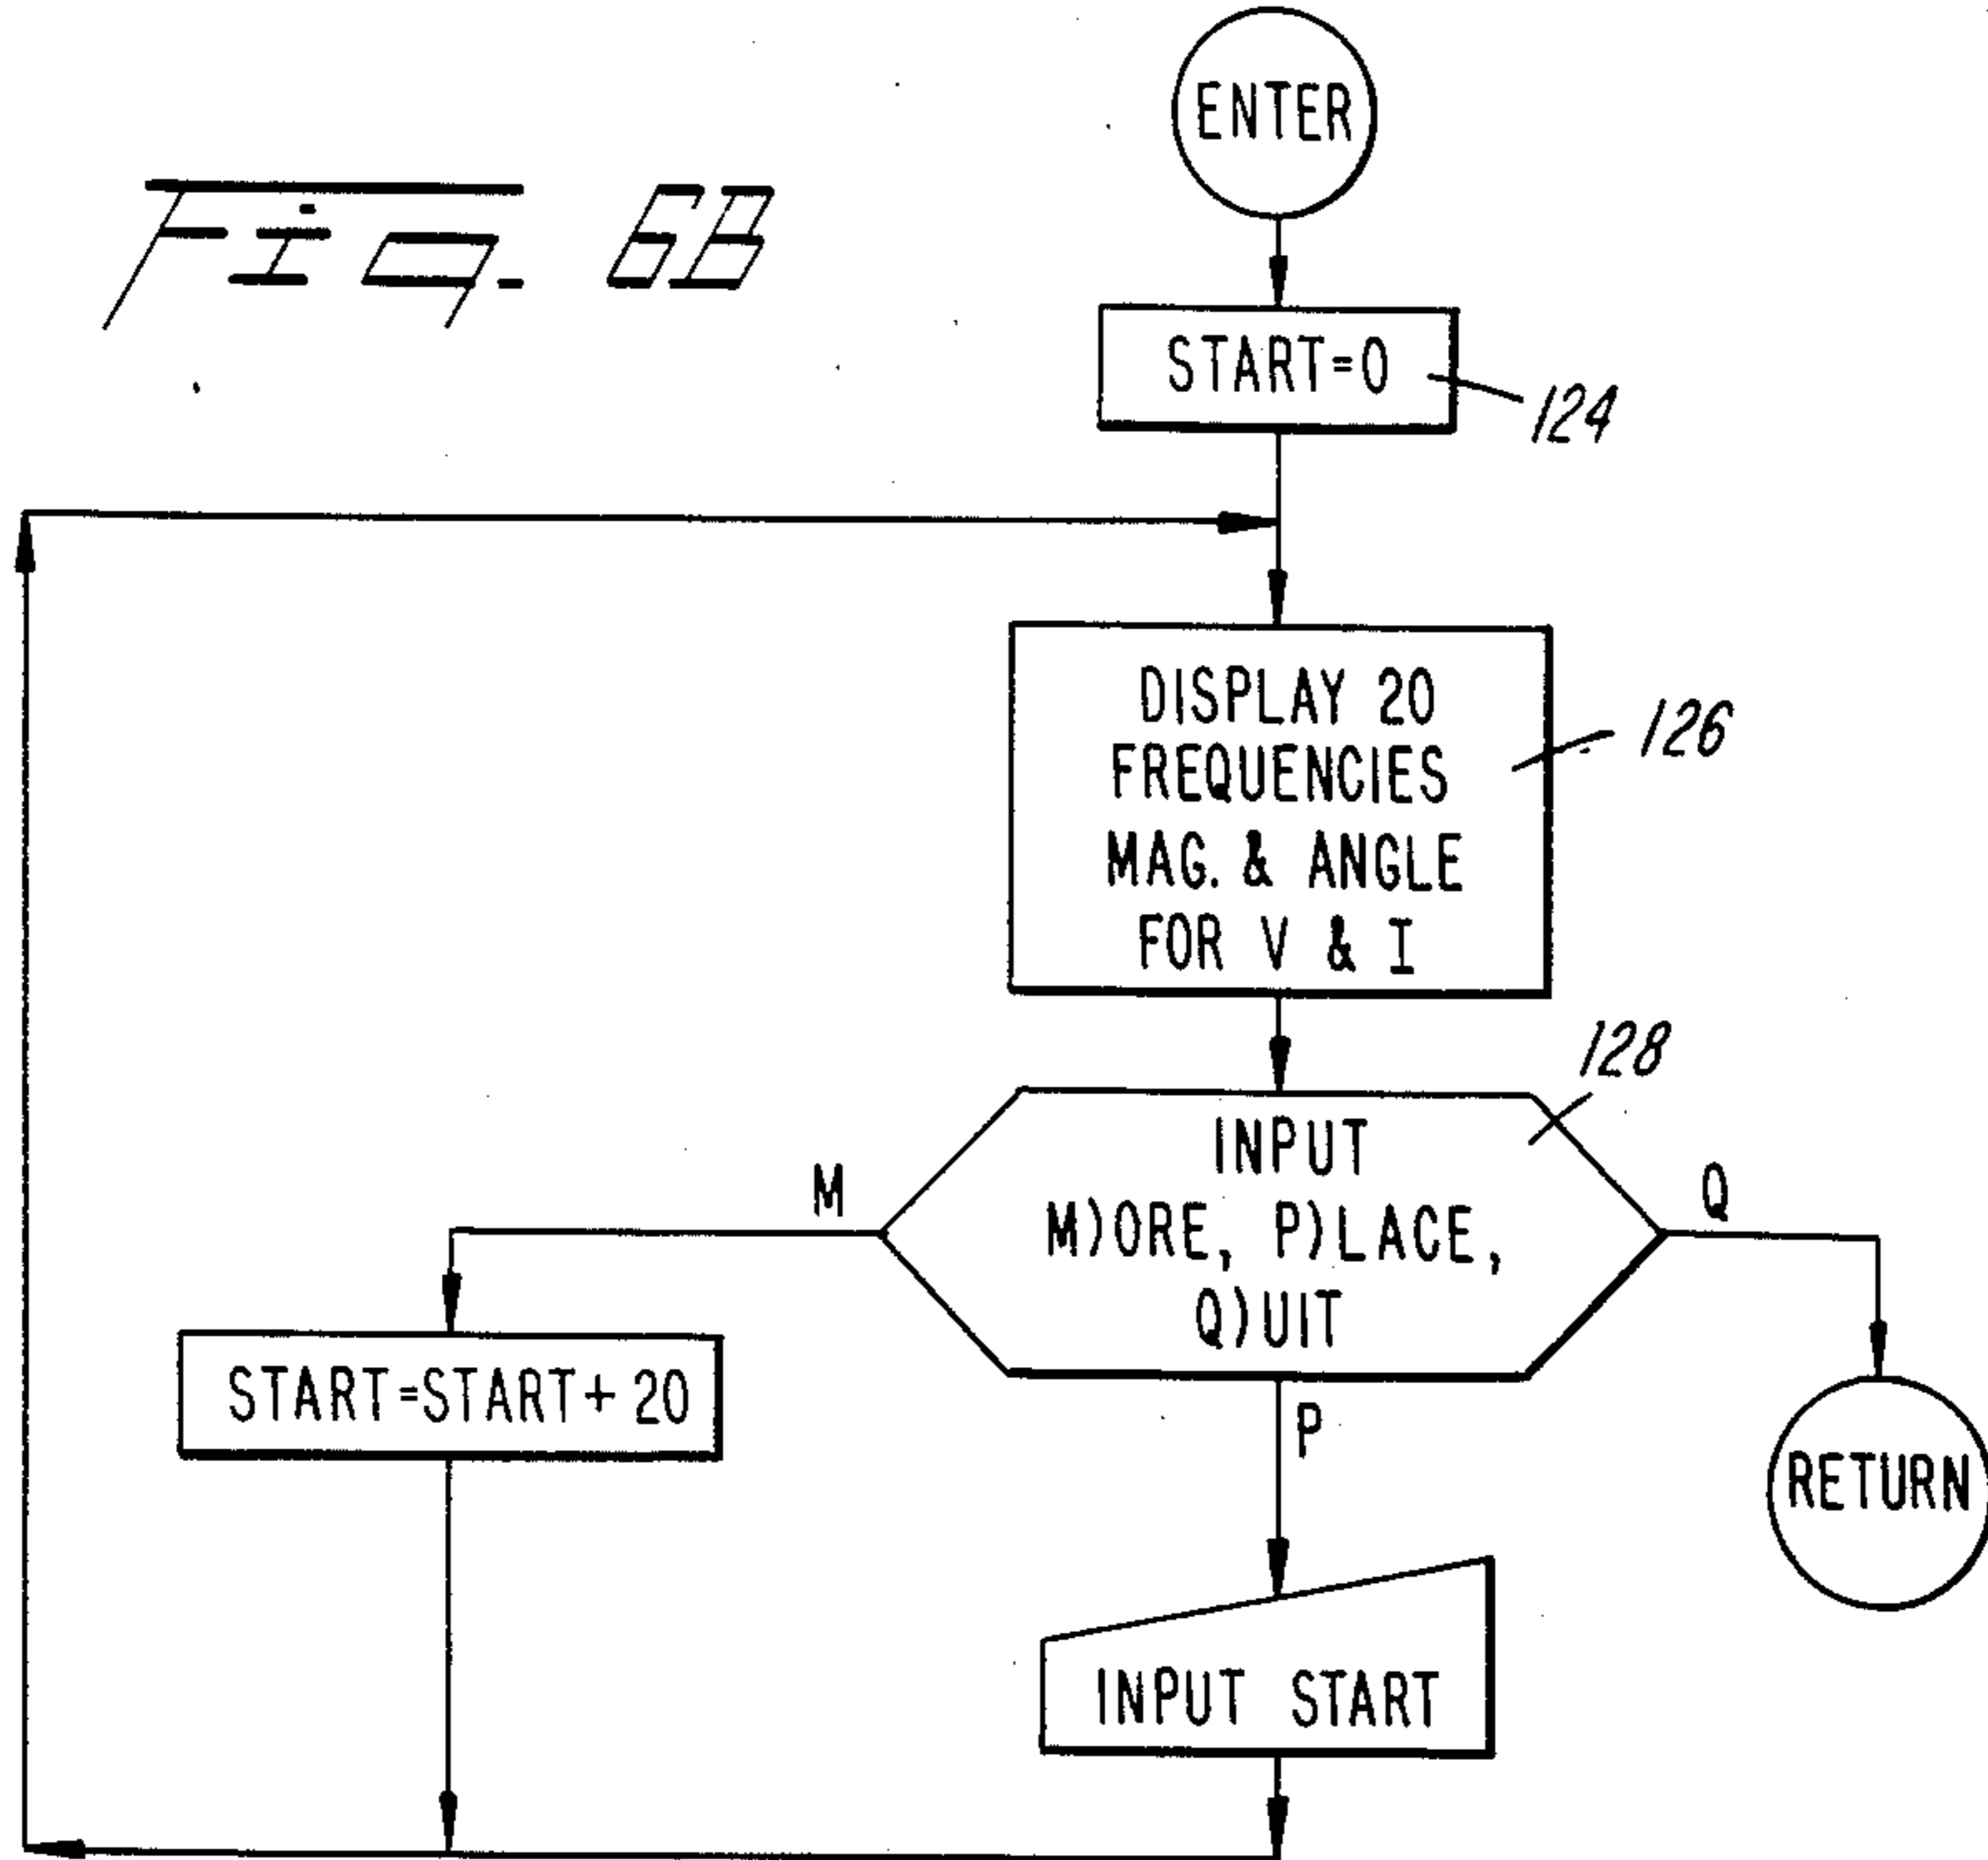 Fig. 6B
ENTER
START=0
124
DISPLAY 20
FREQUENCIES
MAG. & ANGLE
FOR V & I
126
128
INPUT
M)ORE, P)LACE,
Q)UIT
M
Q
START=START+20
P
RETURN
INPUT START